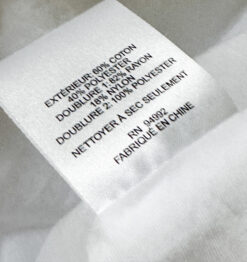 EXTÉRIEUR 60% COTON
40% POLYESTER
DOUBLURE 1: 82% RAYON
18% NYLON
DOUBLURE 2: 100% POLYESTER
NETTOYER À SEC SEULEMENT
RN 94992
FABRIQUÉ EN CHINE